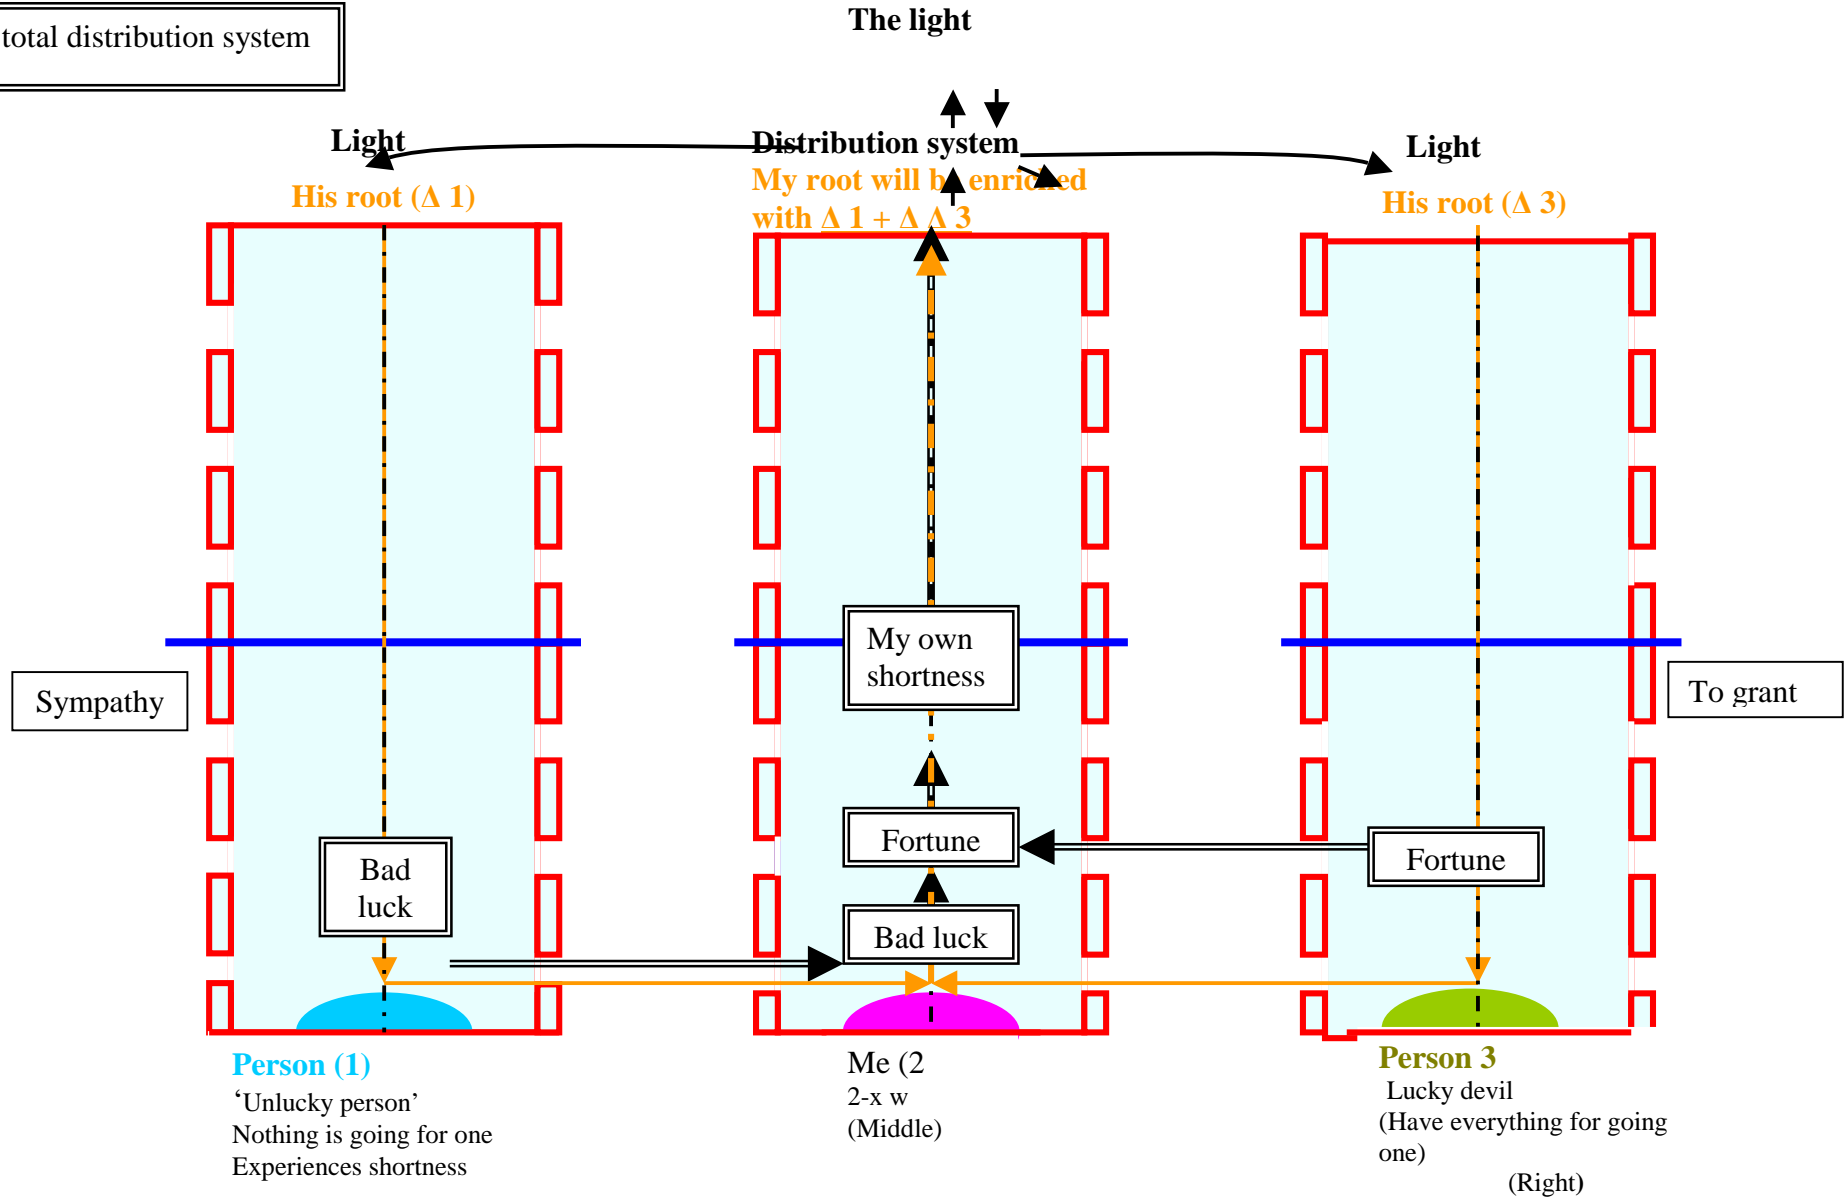 The light
total distribution system
Light
Distribution system
Light
His root (Δ 1)
My root will be enriched
with Δ 1 + Δ Δ 3
His root (Δ 3)
My own
shortness
Sympathy
To grant
Fortune
Fortune
Bad
luck
Bad luck
Person (1)
‘Unlucky person’
Nothing is going for one
Experiences shortness
Me (2
2-x w
(Middle)
Person 3
Lucky devil
(Have everything for going
one)
(Right)